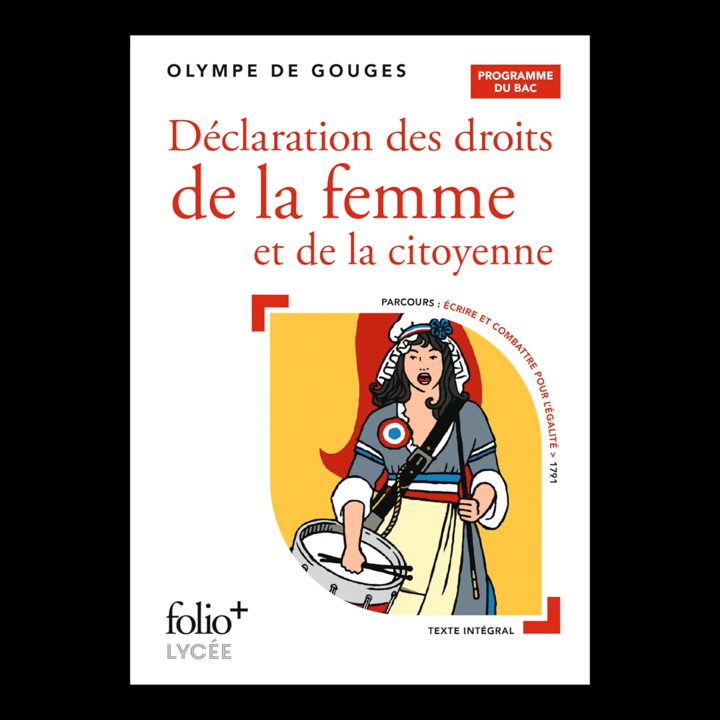 OLYMPE DE GOUGES
PROGRAMME
DU BAC
Déclaration des droits
de la femme
et de la citoyenne
PARCOURS : ÉCRIRE ET COMBATTRE POUR L'ÉGALITÉ > 1791
TEXTE INTÉGRAL
folio+
LYCÉE